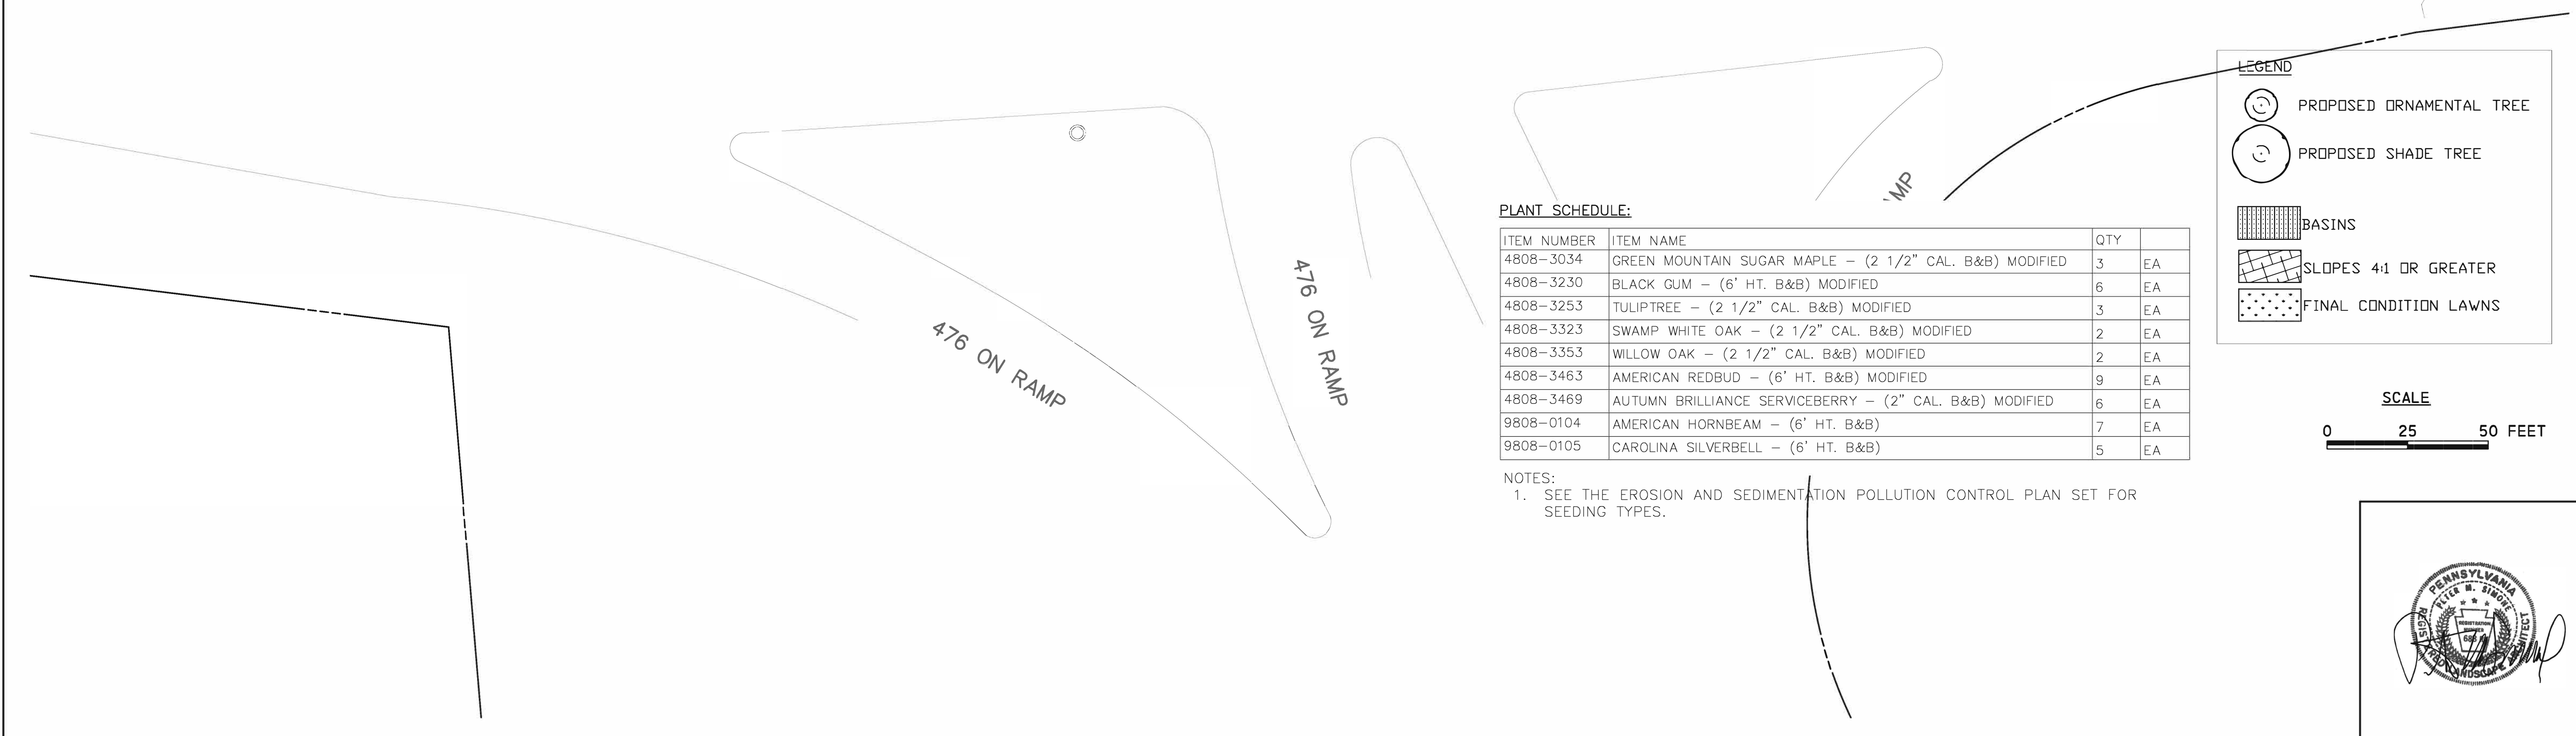 476 ON RAMP
476 ON RAMP
PLANT SCHEDULE:
ITEM NUMBER ITEM NAME QTY
4808-3034 GREEN MOUNTAIN SUGAR MAPLE - (2 1/2" CAL. B&B) MODIFIED 3 EA
4808-3230 BLACK GUM - (6' HT. B&B) MODIFIED 6 EA
4808-3253 TULIPTREE - (2 1/2" CAL. B&B) MODIFIED 3 EA
4808-3323 SWAMP WHITE OAK - (2 1/2" CAL. B&B) MODIFIED 2 EA
4808-3353 WILLOW OAK - (2 1/2" CAL. B&B) MODIFIED 2 EA
4808-3463 AMERICAN REDBUD - (6' HT. B&B) MODIFIED 9 EA
4808-3469 AUTUMN BRILLIANCE SERVICEBERRY - (2" CAL. B&B) MODIFIED 6 EA
9808-0104 AMERICAN HORNBEAM - (6' HT. B&B) 7 EA
9808-0105 CAROLINA SILVERBELL - (6' HT. B&B) 5 EA
NOTES:
1. SEE THE EROSION AND SEDIMENTATION POLLUTION CONTROL PLAN SET FOR
SEEDING TYPES.
LEGEND
PROPOSED ORNAMENTAL TREE
PROPOSED SHADE TREE
BASINS
SLOPES 4:1 OR GREATER
FINAL CONDITION LAWNS
SCALE
0 25 50 FEET
PENNSYLVANIA
PETER M. SIMONE
REGISTRATION
NUMBER
LANDSCAPE ARCHITECT